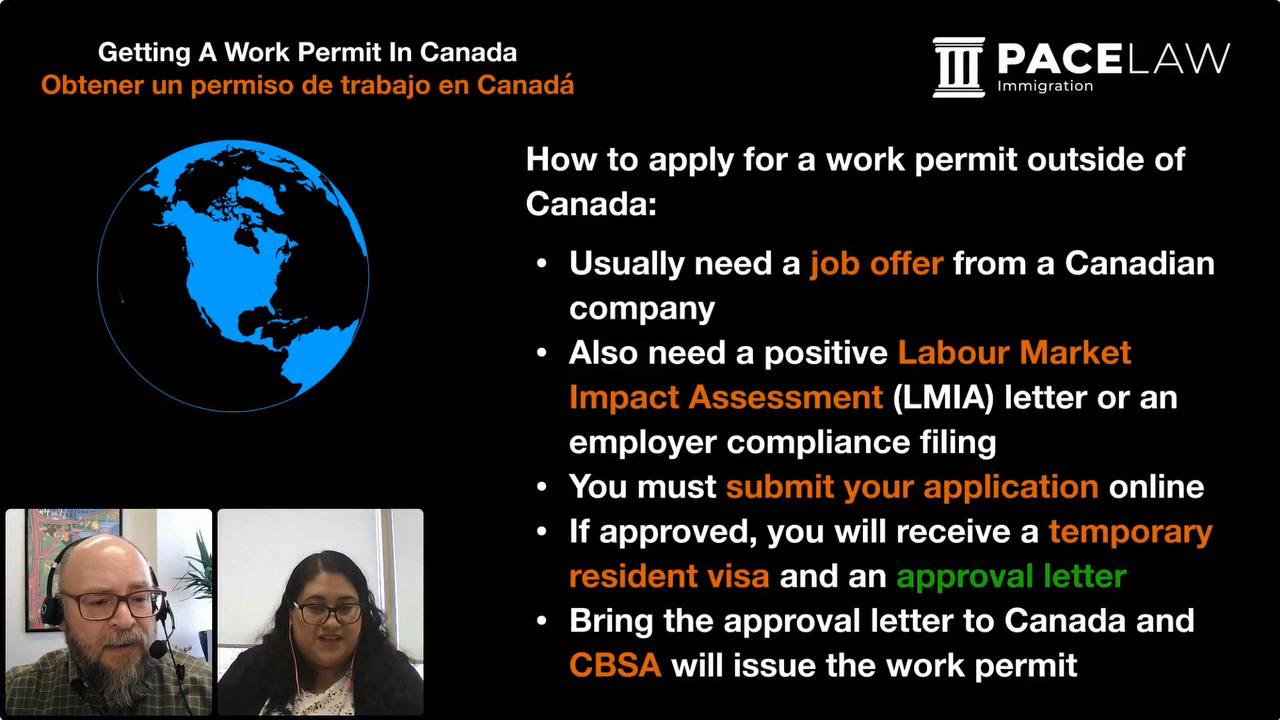 Getting A Work Permit In Canada
Obtener un permiso de trabajo en Canadá
PACELAW
Immigration
How to apply for a work permit outside of
Canada:
• Usually need a job offer from a Canadian
company
• Also need a positive Labour Market
Impact Assessment (LMIA) letter or an
employer compliance filing
• You must submit your application online
• If approved, you will receive a temporary
resident visa and an approval letter
• Bring the approval letter to Canada and
CBSA will issue the work permit